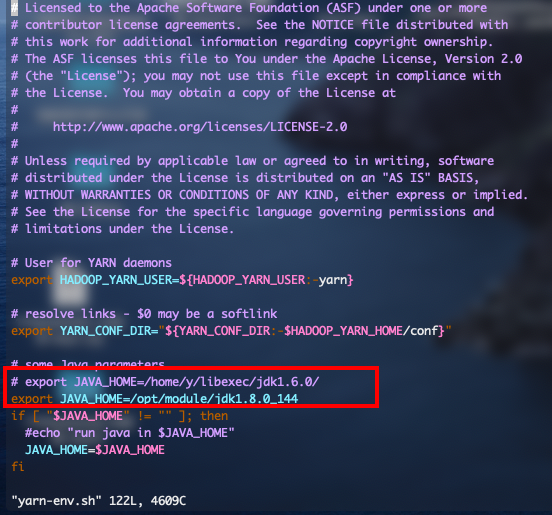 # Licensed to the Apache Software Foundation (ASF) under one or more
# contributor license agreements.  See the NOTICE file distributed with
# this work for additional information regarding copyright ownership.
# The ASF licenses this file to You under the Apache License, Version 2.0
# (the "License"); you may not use this file except in compliance with
# the License.  You may obtain a copy of the License at
#
#     http://www.apache.org/licenses/LICENSE-2.0
#
# Unless required by applicable law or agreed to in writing, software
# distributed under the License is distributed on an "AS IS" BASIS,
# WITHOUT WARRANTIES OR CONDITIONS OF ANY KIND, either express or implied.
# See the License for the specific language governing permissions and
# limitations under the License.

# User for YARN daemons
export HADOOP_YARN_USER=${HADOOP_YARN_USER:-yarn}

# resolve links - $0 may be a softlink
export YARN_CONF_DIR="${YARN_CONF_DIR:-$HADOOP_YARN_HOME/conf}"

# some Java parameters
# export JAVA_HOME=/home/y/libexec/jdk1.6.0/
export JAVA_HOME=/opt/module/jdk1.8.0_144
if [ "$JAVA_HOME" != "" ]; then
  #echo "run java in $JAVA_HOME"
  JAVA_HOME=$JAVA_HOME
fi

"yarn-env.sh" 122L, 4609C